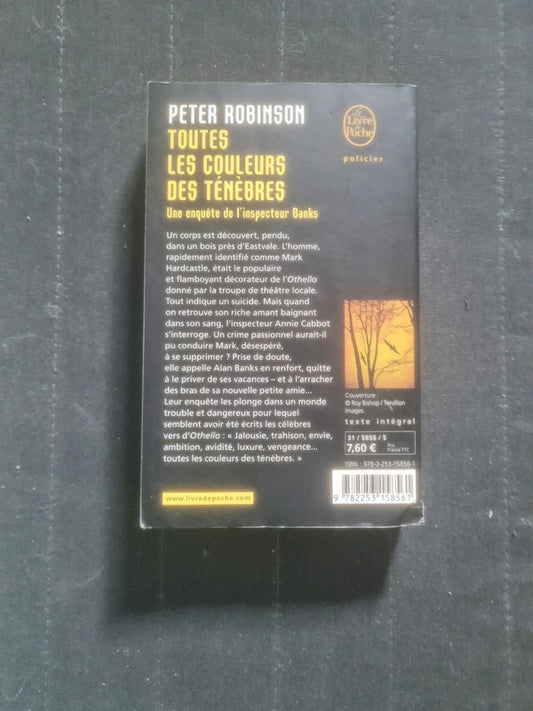 PETER ROBINSON
TOUTES
LES COULEURS
DES TÉNÈBRES
Une enquête de l'inspecteur Banks
Le
Livre
de
Poche
policier
Un corps est découvert, pendu,
dans un bois près d'Eastvale. L'homme,
rapidement identifié comme Mark
Hardcastle, était le populaire
et flamboyant décorateur de l'Othello
donné par la troupe de théâtre locale.
Tout indique un suicide. Mais quand
on retrouve son riche amant baignant
dans son sang, l'inspecteur Annie Cabbot
s'interroge. Un crime passionnel aurait-il
pu conduire Mark, désespéré,
à se supprimer ? Prise de doute,
elle appelle Alan Banks en renfort, quitte
à le priver de ses vacances – et à l'arracher
des bras de sa nouvelle petite amie...
Leur enquête les plonge dans un monde
trouble et dangereux pour lequel
semblent avoir été écrits les célèbres
vers d'Othello : « Jalousie, trahison, envie,
ambition, avidité, luxure, vengeance...
toutes les couleurs des ténèbres. »
www.livredepoche.com
Couverture :
© Roy Bishop / Trevillion
Images.
texte intégral
31 / 5856 / 5
7,60 €
Prix
France TTC
ISBN : 978-2-253-15856-1
9 782253 158561